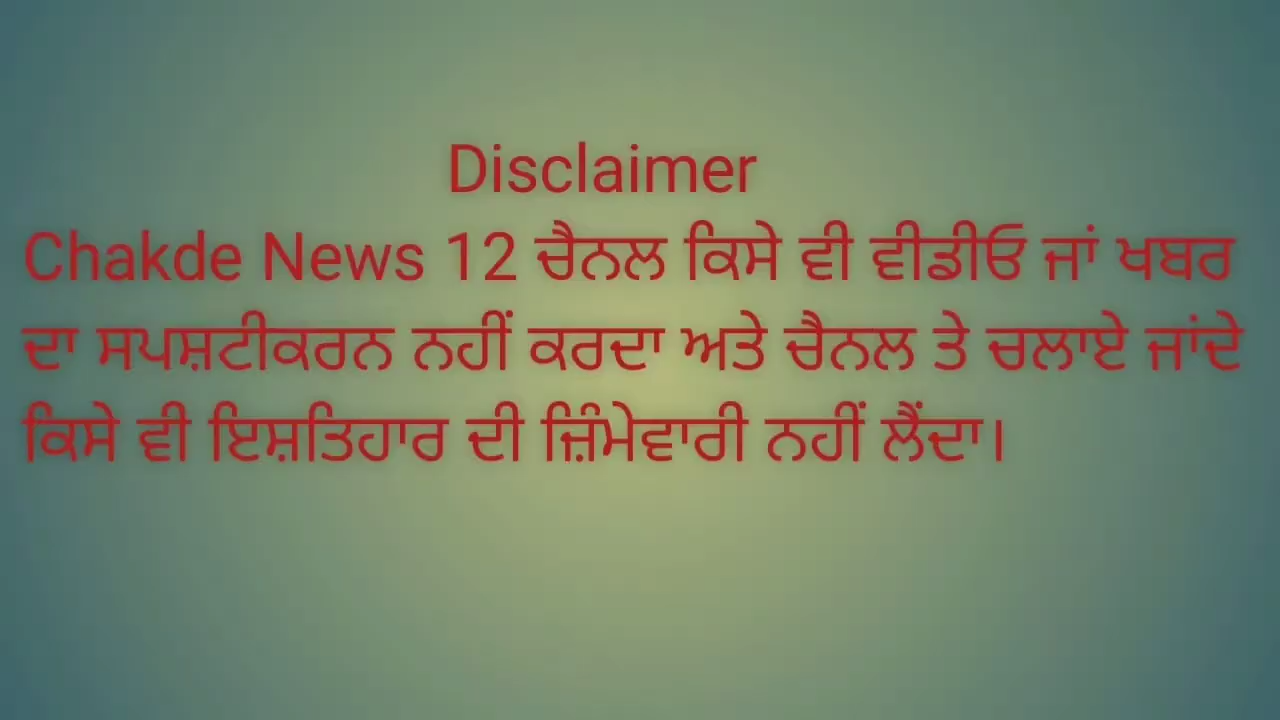 Disclaimer
Chakde News 12 ਚੈਨਲ ਕਿਸੇ ਵੀ ਵੀਡੀਓ ਜਾਂ ਖਬਰ
ਦਾ ਸਪਸ਼ਟੀਕਰਨ ਨਹੀਂ ਕਰਦਾ ਅਤੇ ਚੈਨਲ ਤੇ ਚਲਾਏ ਜਾਂਦੇ
ਕਿਸੇ ਵੀ ਇਸ਼ਤਿਹਾਰ ਦੀ ਜ਼ਿੰਮੇਵਾਰੀ ਨਹੀਂ ਲੈਂਦਾ।